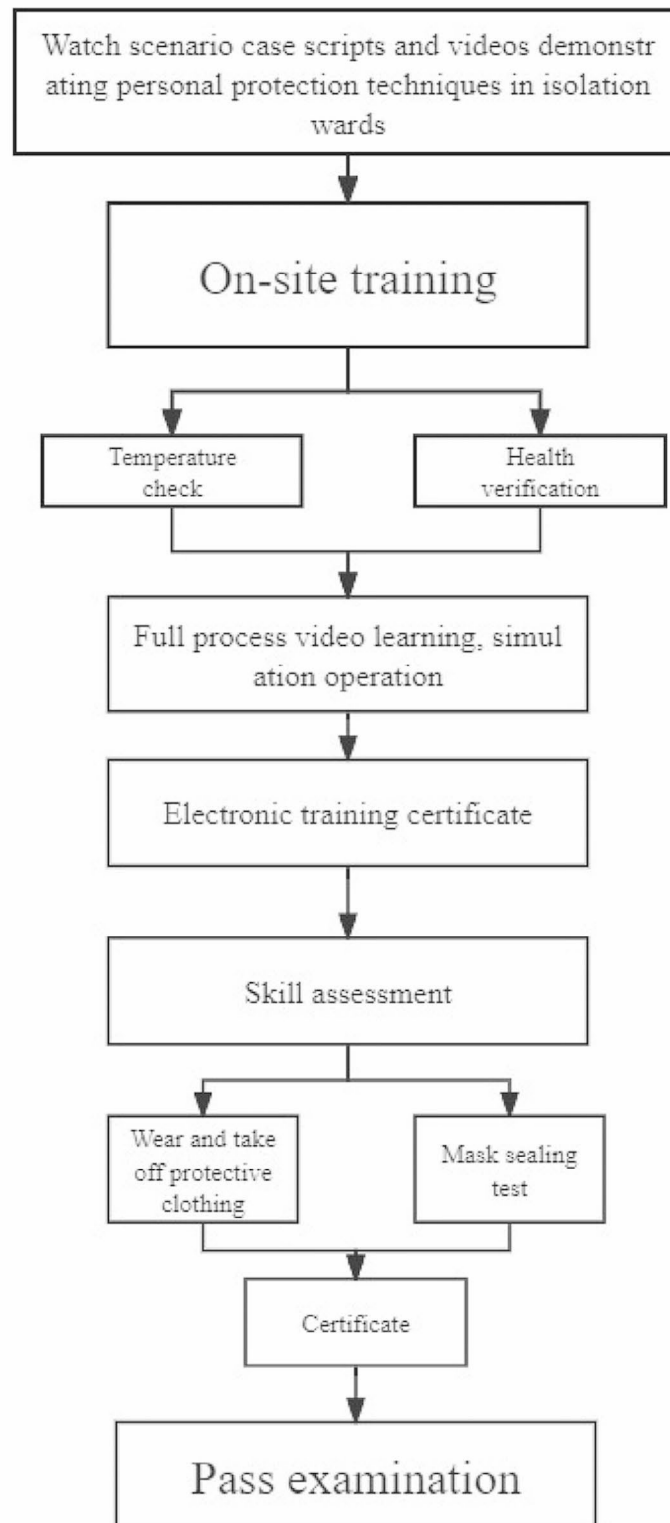 Watch scenario case scripts and videos demonstr
ating personal protection techniques in isolation
wards
On-site training
Temperature
check
Health
verification
Full process video learning, simul
ation operation
Electronic training certificate
Skill assessment
Wear and take
off protective
clothing
Mask sealing
test
Certificate
Pass examination